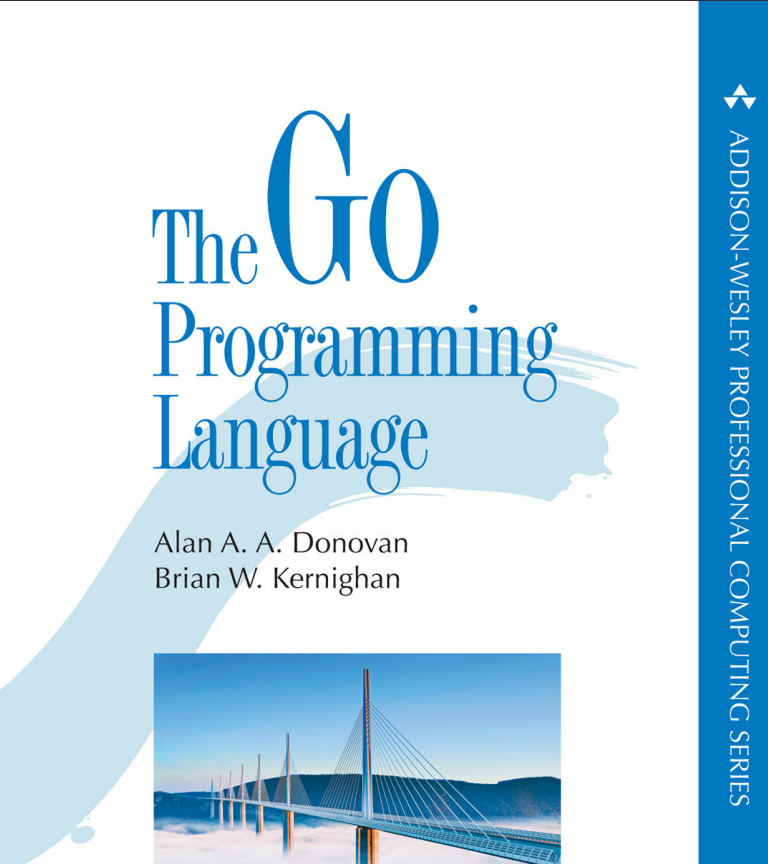 The Go
Programming
Language
Alan A. A. Donovan
Brian W. Kernighan
ADDISON-WESLEY PROFESSIONAL COMPUTING SERIES